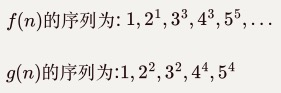 f(n)的序列为: 1, 2^1, 3^3, 4^3, 5^5, ...
g(n)的序列为:1, 2^2, 3^2, 4^4, 5^4